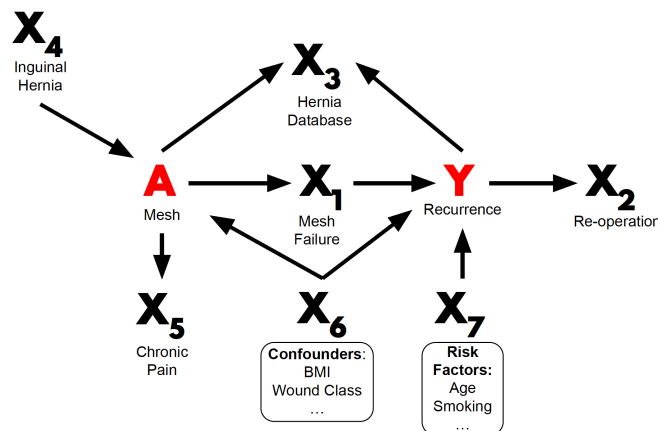 X4
Inguinal
Hernia
X3
Hernia
Database
A
Mesh
X1
Mesh
Failure
Y
Recurrence
X2
Re-operation
X5
Chronic
Pain
X6
Confounders:
BMI
Wound Class
...
X7
Risk
Factors:
Age
Smoking
...